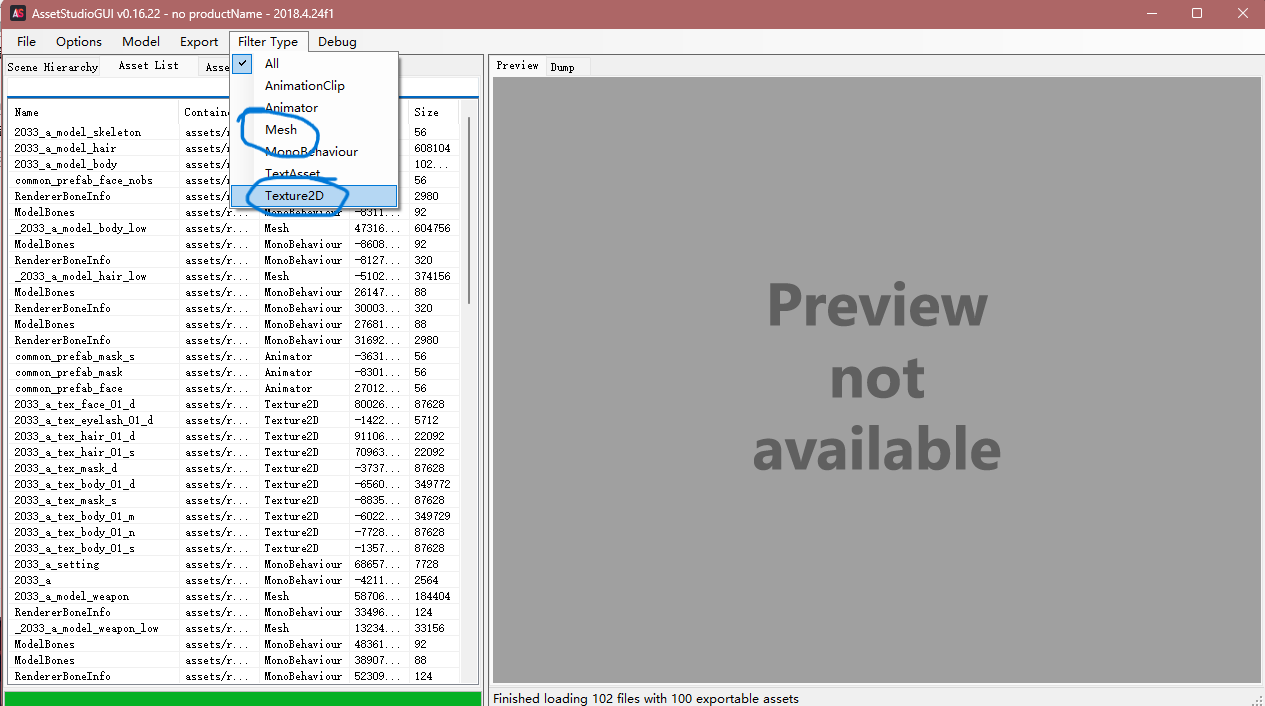 AssetStudioGUI v0.16.22 - no productName - 2018.4.24f1
File Options Model Export Filter Type Debug
Scene Hierarchy Asset List Asse
All
AnimationClip
Animator
Mesh
MonoBehaviour
TextAsset
Texture2D
Preview Dump
Name Contain Size
2033_a_model_skeleton assets/r 56
2033_a_model_hair assets/r 608104
2033_a_model_body assets/r 102...
common_prefab_face_nobs assets/r 56
RendererBoneInfo assets/r 2980
ModelBones assets/r... MonoBehaviour -8311... 92
_2033_a_model_body_low assets/r... Mesh 47316... 604756
ModelBones assets/r... MonoBehaviour -8608... 92
RendererBoneInfo assets/r... MonoBehaviour -8127... 320
_2033_a_model_hair_low assets/r... Mesh -5102... 374156
ModelBones assets/r... MonoBehaviour 26147... 88
RendererBoneInfo assets/r... MonoBehaviour 30003... 320
ModelBones assets/r... MonoBehaviour 27681... 88
RendererBoneInfo assets/r... MonoBehaviour 31692... 2980
common_prefab_mask_s assets/r... Animator -3631... 56
common_prefab_mask assets/r... Animator -8301... 56
common_prefab_face assets/r... Animator 27012... 56
2033_a_tex_face_01_d assets/r... Texture2D 80026... 87628
2033_a_tex_eyelash_01_d assets/r... Texture2D -1422... 5712
2033_a_tex_hair_01_d assets/r... Texture2D 91106... 22092
2033_a_tex_hair_01_s assets/r... Texture2D 70963... 22092
2033_a_tex_mask_d assets/r... Texture2D -3737... 87628
2033_a_tex_body_01_d assets/r... Texture2D -6560... 349772
2033_a_tex_mask_s assets/r... Texture2D -8835... 87628
2033_a_tex_body_01_m assets/r... Texture2D -6022... 349729
2033_a_tex_body_01_n assets/r... Texture2D -7728... 87628
2033_a_tex_body_01_s assets/r... Texture2D -1357... 87628
2033_a_setting assets/r... MonoBehaviour 68657... 7728
2033_a assets/r... MonoBehaviour -4211... 2564
2033_a_model_weapon assets/r... Mesh 58706... 184404
RendererBoneInfo assets/r... MonoBehaviour 33496... 124
_2033_a_model_weapon_low assets/r... Mesh 13234... 33156
ModelBones assets/r... MonoBehaviour 48361... 92
ModelBones assets/r... MonoBehaviour 38907... 88
RendererBoneInfo assets/r... MonoBehaviour 52309... 124
Preview
not
available
Finished loading 102 files with 100 exportable assets